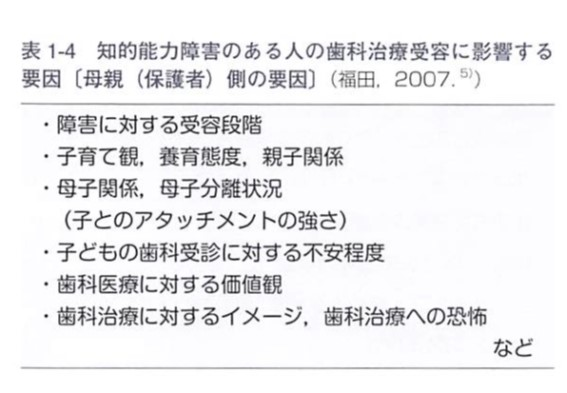 表 1-4　知的能力障害のある人の歯科治療受容に影響する
要因〔母親（保護者）側の要因〕（福田，2007.5)）
・障害に対する受容段階
・子育て観，養育態度，親子関係
・母子関係，母子分離状況
（子とのアタッチメントの強さ）
・子どもの歯科受診に対する不安程度
・歯科医療に対する価値観
・歯科治療に対するイメージ，歯科治療への恐怖
など